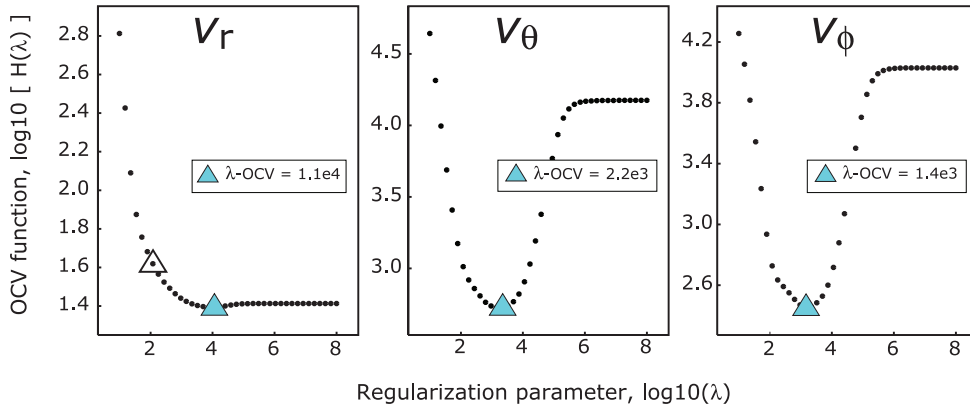 OCV function, log10 [ H(λ) ]
v_r
2.8
2.6
2.4
2.2
2.0
1.8
1.6
1.4
λ-OCV = 1.1e4
2 4 6 8
v_θ
4.5
4.0
3.5
3.0
λ-OCV = 2.2e3
2 4 6 8
v_ϕ
4.2
3.8
3.4
3.0
2.6
λ-OCV = 1.4e3
2 4 6 8
Regularization parameter, log10(λ)